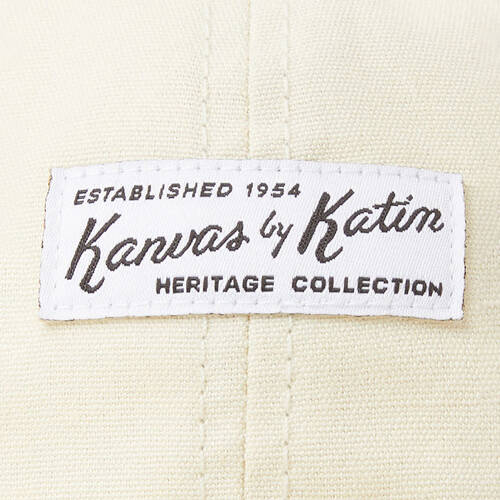 ESTABLISHED 1954
Kanvas by Katin
HERITAGE COLLECTION